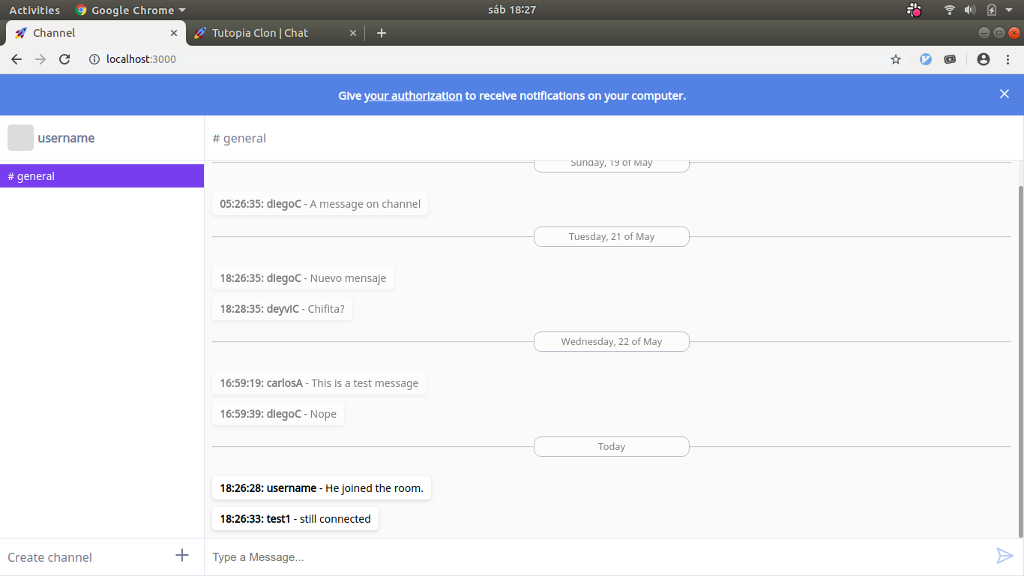 Activities Google Chrome sáb 18:27
Channel Tutopia Clon | Chat
localhost:3000
Give your authorization to receive notifications on your computer.
username # general
# general
Sunday, 19 of May
05:26:35: diegoC - A message on channel
Tuesday, 21 of May
18:26:35: diegoC - Nuevo mensaje
18:28:35: deyviC - Chifita?
Wednesday, 22 of May
16:59:19: carlosA - This is a test message
16:59:39: diegoC - Nope
Today
18:26:28: username - He joined the room.
18:26:33: test1 - still connected
Create channel + Type a Message...